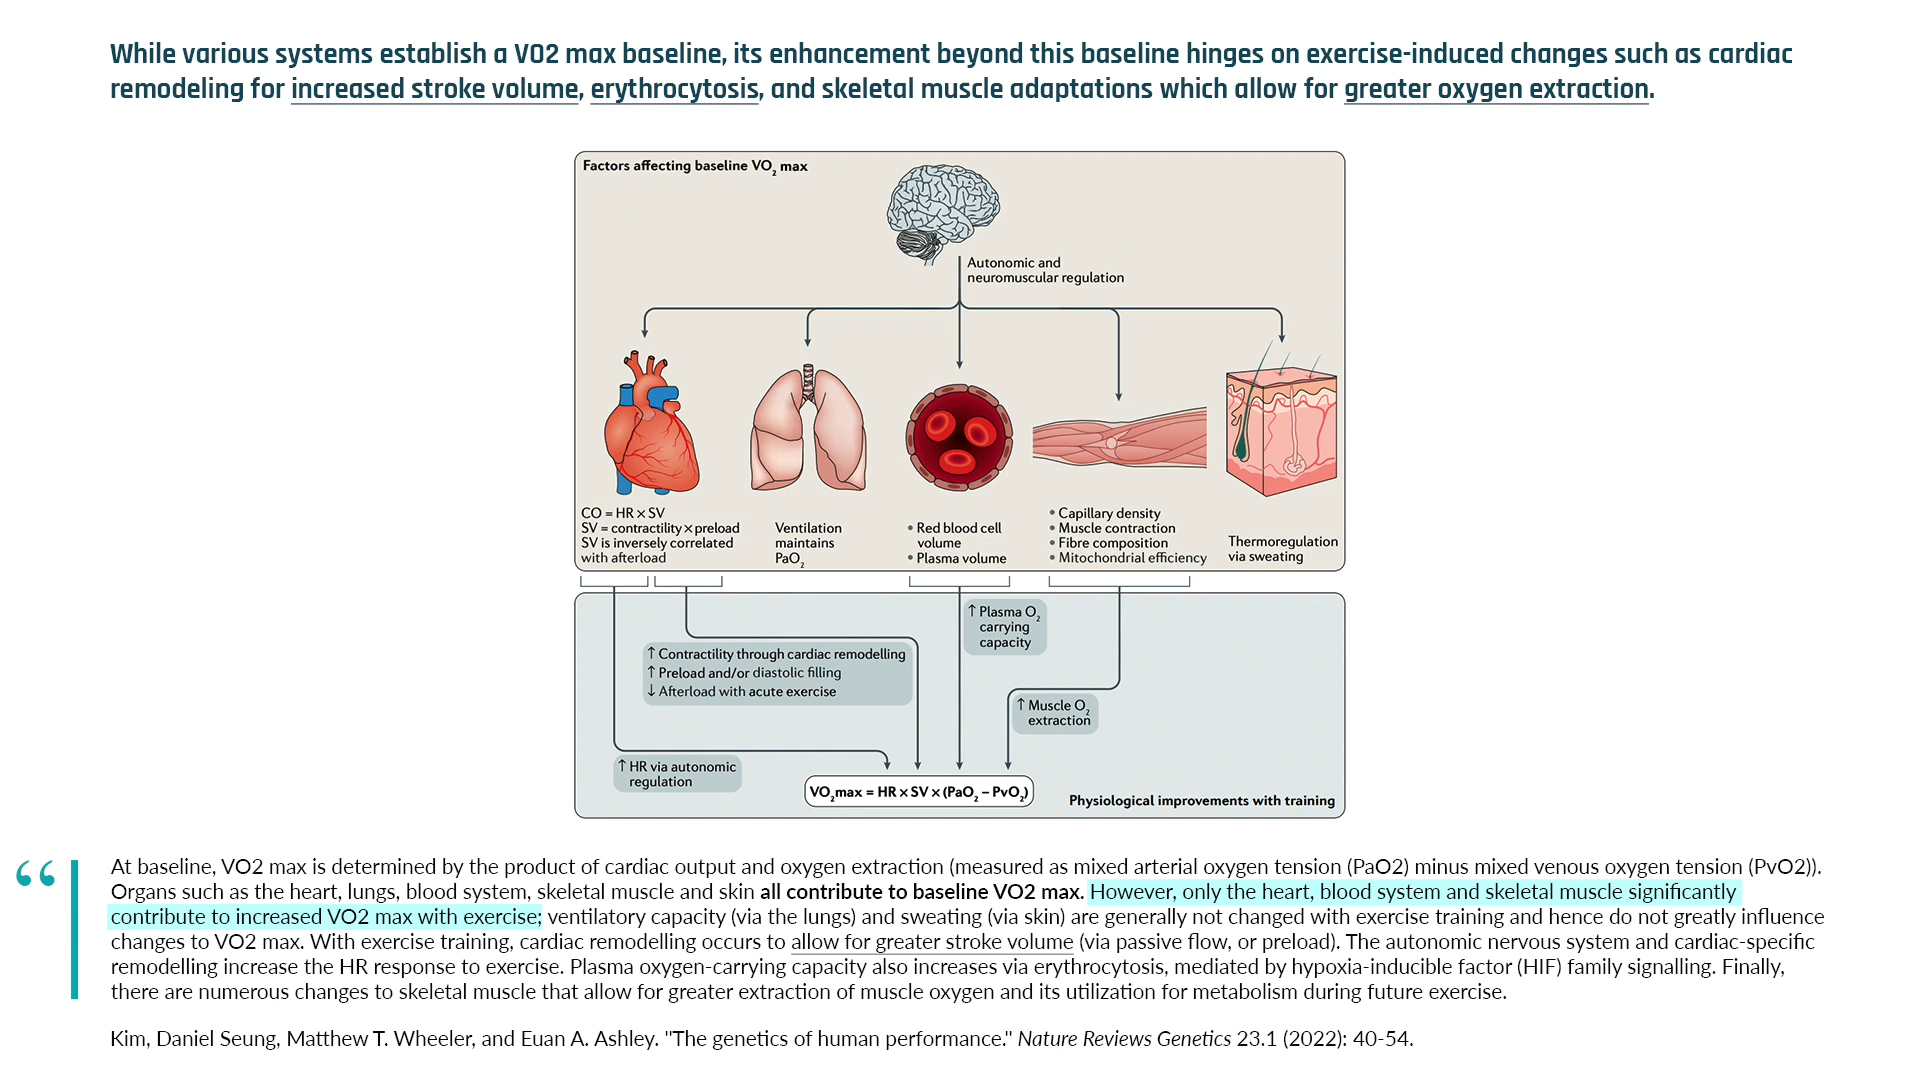 While various systems establish a VO2 max baseline, its enhancement beyond this baseline hinges on exercise-induced changes such as cardiac
remodeling for increased stroke volume, erythrocytosis, and skeletal muscle adaptations which allow for greater oxygen extraction.
Factors affecting baseline VO₂ max
Autonomic and
neuromuscular regulation
CO = HR × SV
SV = contractility × preload
SV is inversely correlated
with afterload
Ventilation
maintains
PaO₂
• Red blood cell
volume
• Plasma volume
• Capillary density
• Muscle contraction
• Fibre composition
• Mitochondrial efficiency
Thermoregulation
via sweating
↑ Plasma O₂
carrying
capacity
↑ Contractility through cardiac remodelling
↑ Preload and/or diastolic filling
↓ Afterload with acute exercise
↑ Muscle O₂
extraction
↑ HR via autonomic
regulation
VO₂max = HR × SV × (PaO₂ – PvO₂)
Physiological improvements with training
“
At baseline, VO2 max is determined by the product of cardiac output and oxygen extraction (measured as mixed arterial oxygen tension (PaO2) minus mixed venous oxygen tension (PvO2)).
Organs such as the heart, lungs, blood system, skeletal muscle and skin all contribute to baseline VO2 max. However, only the heart, blood system and skeletal muscle significantly
contribute to increased VO2 max with exercise; ventilatory capacity (via the lungs) and sweating (via skin) are generally not changed with exercise training and hence do not greatly influence
changes to VO2 max. With exercise training, cardiac remodelling occurs to allow for greater stroke volume (via passive flow, or preload). The autonomic nervous system and cardiac-specific
remodelling increase the HR response to exercise. Plasma oxygen-carrying capacity also increases via erythrocytosis, mediated by hypoxia-inducible factor (HIF) family signalling. Finally,
there are numerous changes to skeletal muscle that allow for greater extraction of muscle oxygen and its utilization for metabolism during future exercise.
Kim, Daniel Seung, Matthew T. Wheeler, and Euan A. Ashley. "The genetics of human performance." Nature Reviews Genetics 23.1 (2022): 40-54.